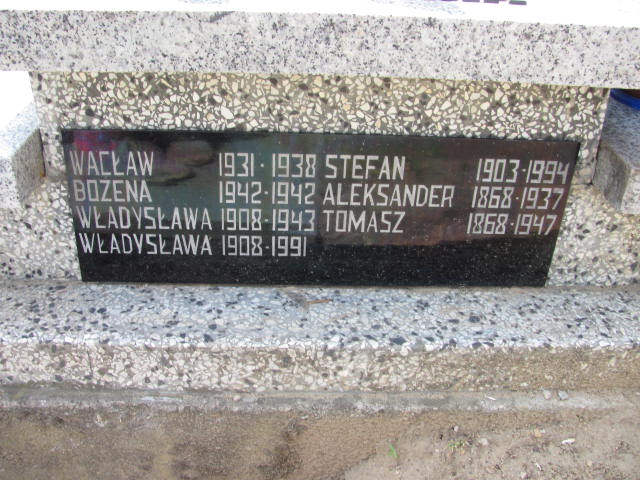 WACŁAW 1931 · 1938 STEFAN 1903 · 1994
BOŻENA 1942 · 1942 ALEKSANDER 1868 · 1937
WŁADYSŁAWA 1908 · 1943 TOMASZ 1868 · 1947
WŁADYSŁAWA 1908 · 1991